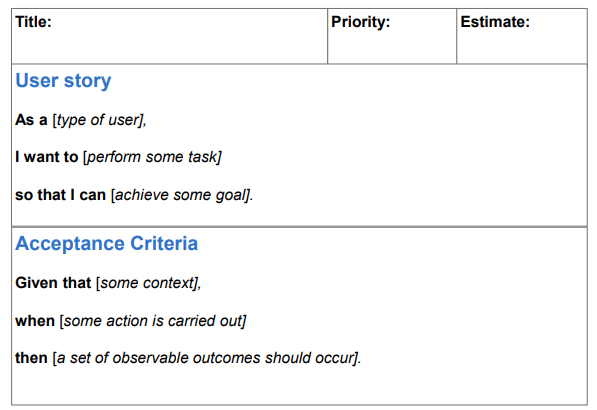 Title: Priority: Estimate:
User story
As a [type of user],
I want to [perform some task]
so that I can [achieve some goal].
Acceptance Criteria
Given that [some context],
when [some action is carried out]
then [a set of observable outcomes should occur].